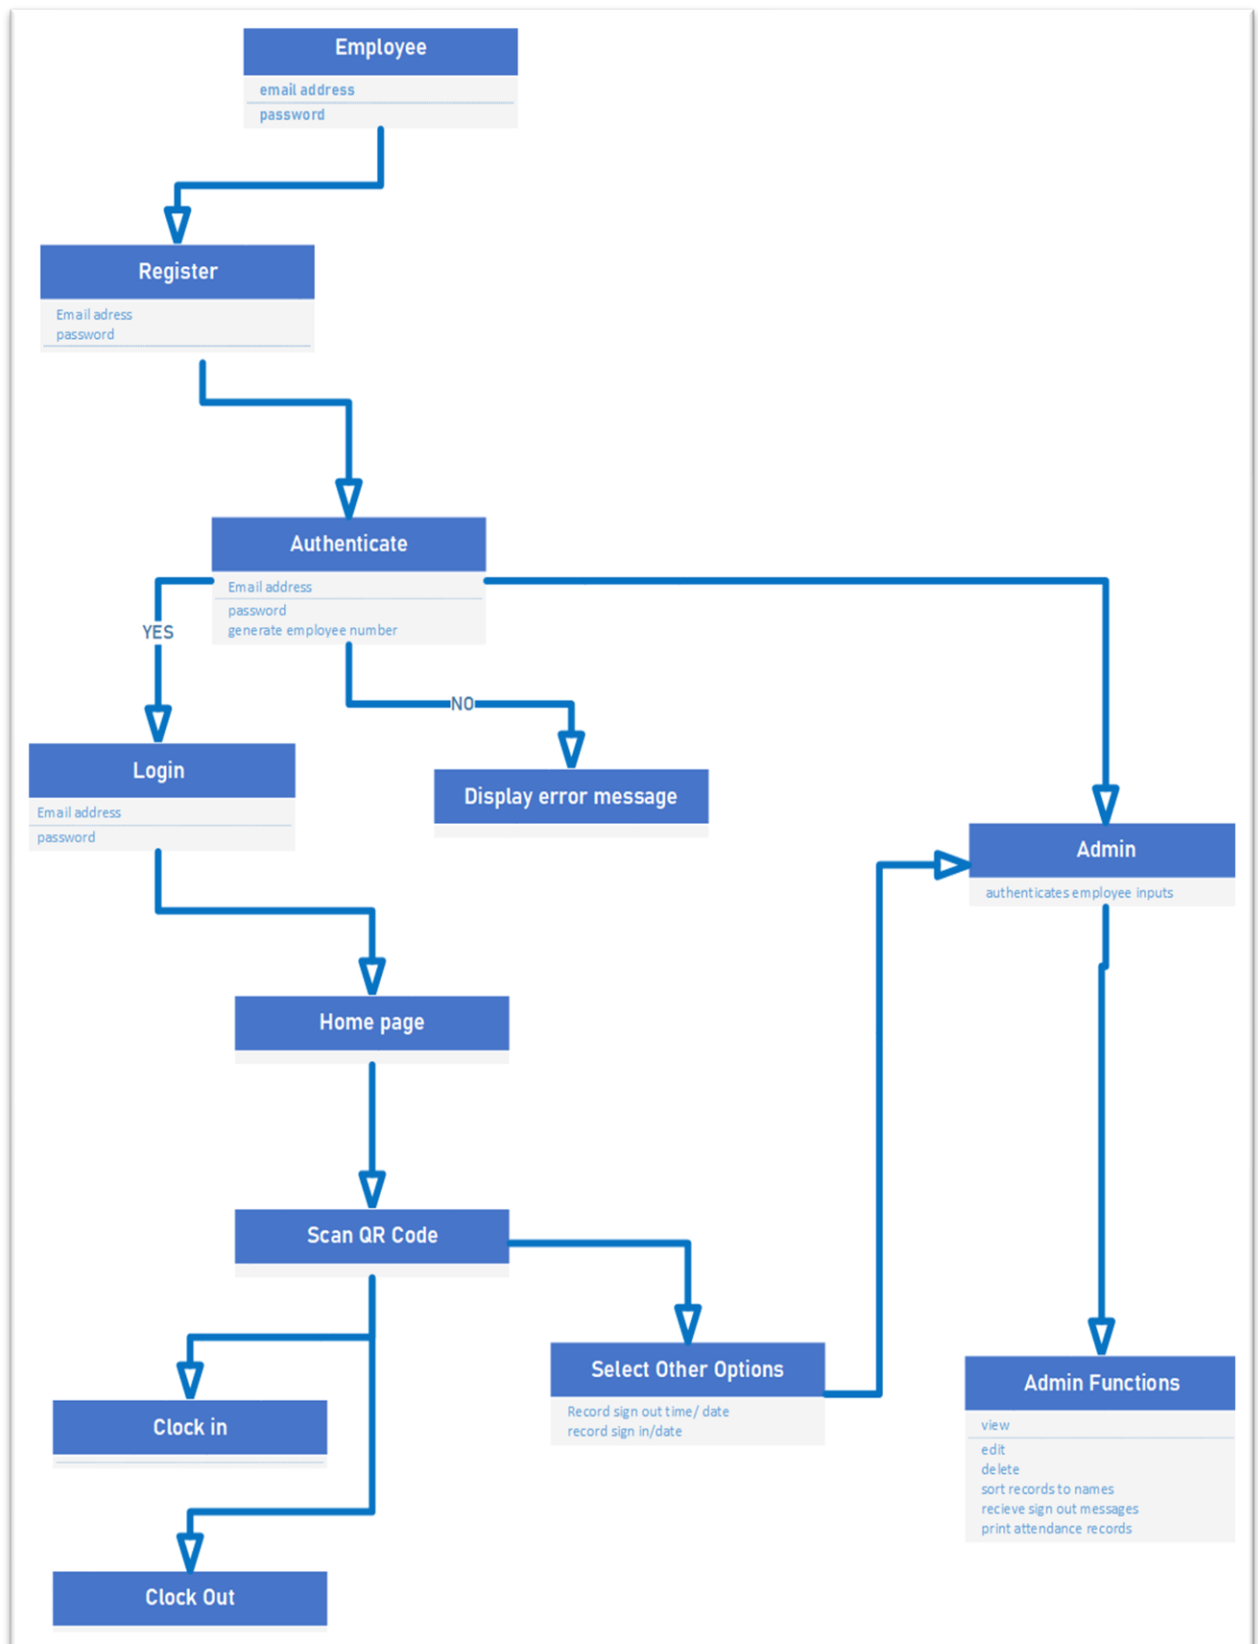 Employee
email address
password
Register
Email adress
password
Authenticate
Email address
password
generate employee number
YES
NO
Login
Email address
password
Display error message
Admin
authenticates employee inputs
Home page
Scan QR Code
Select Other Options
Record sign out time/ date
record sign in/date
Admin Functions
view
edit
delete
sort records to names
recieve sign out messages
print attendance records
Clock in
Clock Out